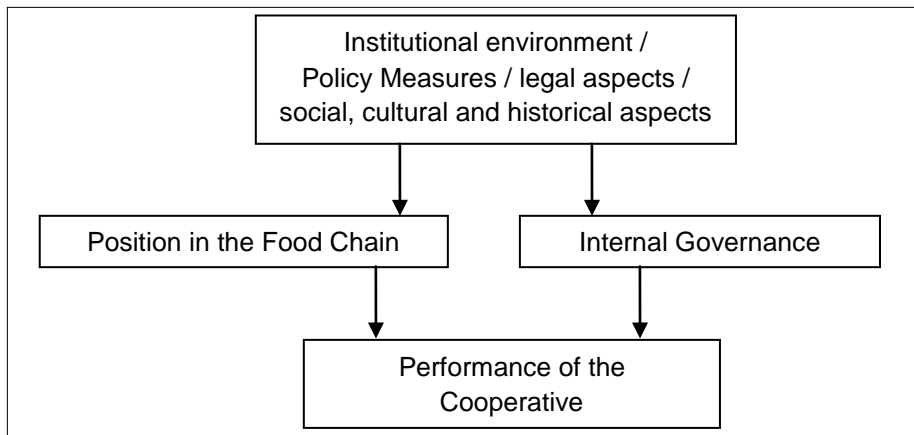 Institutional environment /
Policy Measures / legal aspects /
social, cultural and historical aspects
Position in the Food Chain
Internal Governance
Performance of the
Cooperative